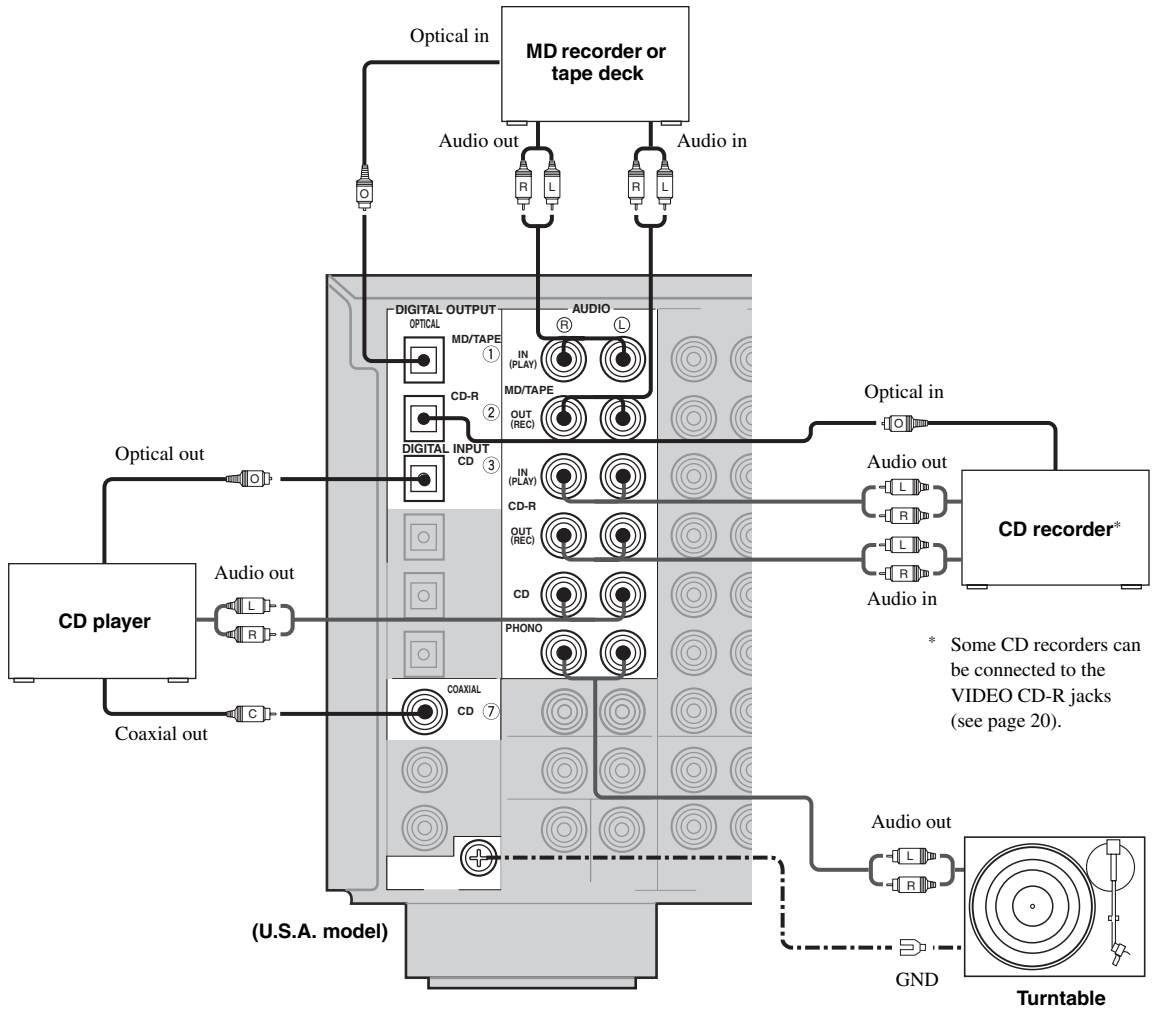 Optical in
MD recorder or
tape deck
Audio out
Audio in
R
L
R
L
O
DIGITAL OUTPUT
OPTICAL
AUDIO
R
L
MD/TAPE
1
IN
(PLAY)
MD/TAPE
CD-R
2
OUT
(REC)
Optical in
O
DIGITAL INPUT
CD
3
IN
(PLAY)
Optical out
O
Audio out
L
R
CD-R
CD recorder*
OUT
(REC)
L
R
Audio in
Audio out
L
R
CD player
CD
PHONO
* Some CD recorders can
be connected to the
VIDEO CD-R jacks
(see page 20).
COAXIAL
CD
7
C
Coaxial out
Audio out
L
R
(U.S.A. model)
GND
Turntable